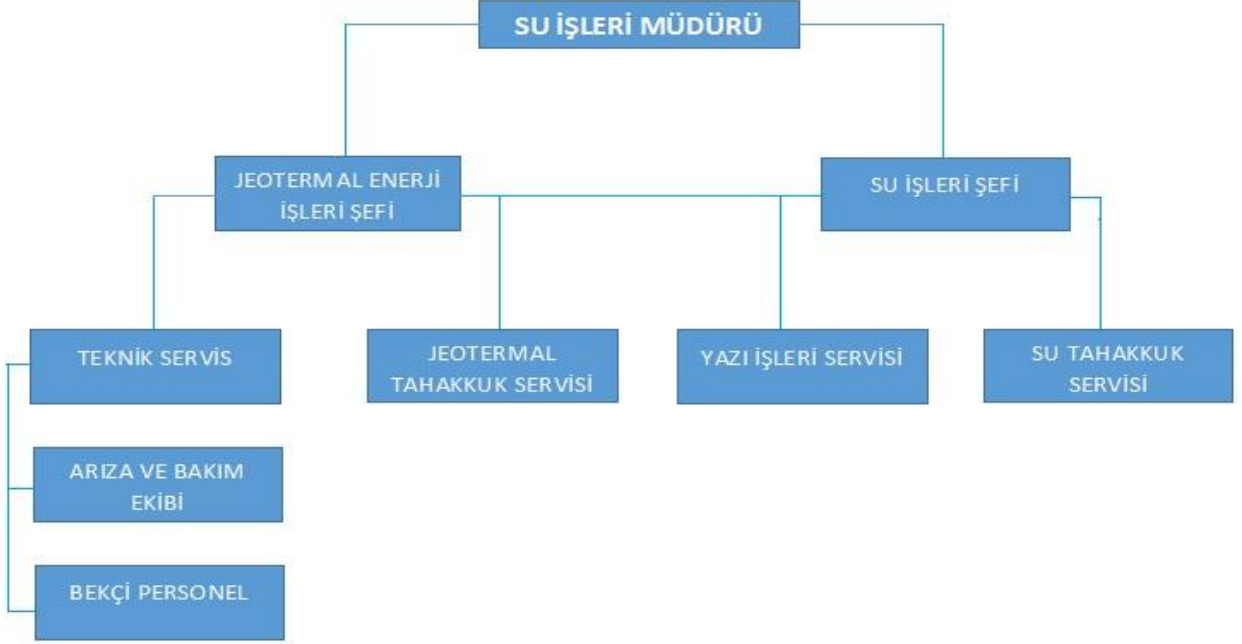 SU İŞLERİ MÜDÜRÜ
JEOTERMAL ENERJİ
İŞLERİ ŞEFİ
SU İŞLERİ ŞEFİ
TEKNİK SERVİS
JEOTERMAL
TAHAKKUK SERVİSİ
YAZI İŞLERİ SERVİSİ
SU TAHAKKUK
SERVİSİ
ARIZA VE BAKIM
EKİBİ
BEKÇİ PERSONEL